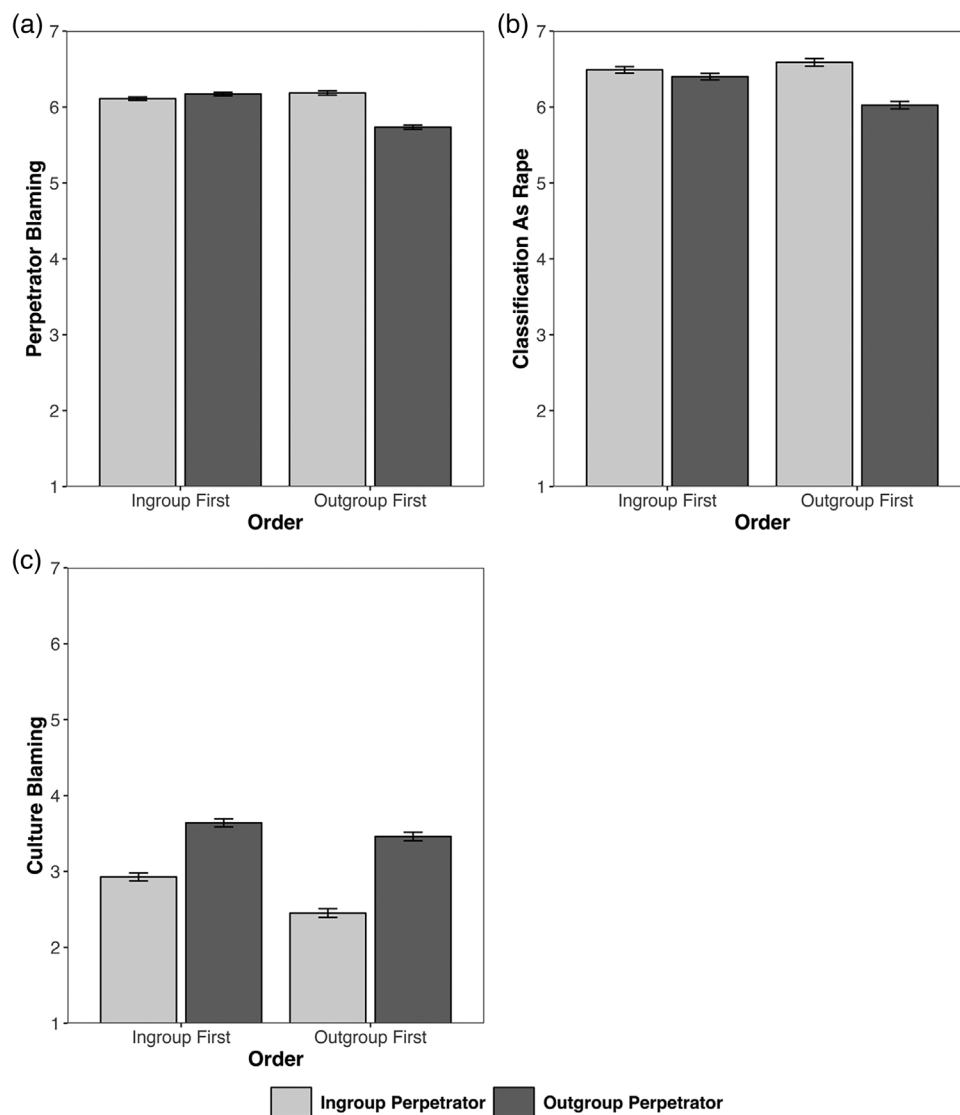 (a)
7
6
5
4
3
2
1
Perpetrator Blaming
Ingroup First Outgroup First
Order
(b)
7
6
5
4
3
2
1
Classification As Rape
Ingroup First Outgroup First
Order
(c)
7
6
5
4
3
2
1
Culture Blaming
Ingroup First Outgroup First
Order
Ingroup Perpetrator Outgroup Perpetrator